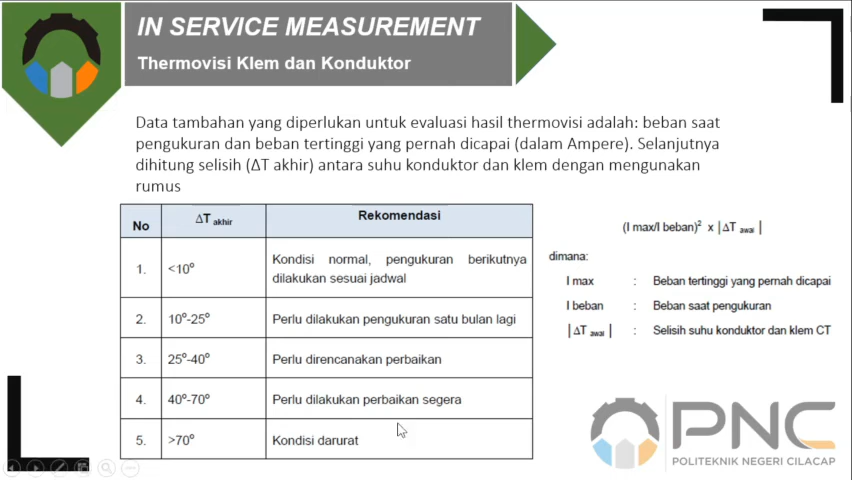 IN SERVICE MEASUREMENT
Thermovisi Klem dan Konduktor
Data tambahan yang diperlukan untuk evaluasi hasil thermovisi adalah: beban saat
pengukuran dan beban tertinggi yang pernah dicapai (dalam Ampere). Selanjutnya
dihitung selisih (ΔT akhir) antara suhu konduktor dan klem dengan mengunakan
rumus
No ΔT akhir Rekomendasi
1. <10° Kondisi normal, pengukuran berikutnya
dilakukan sesuai jadwal
2. 10°-25° Perlu dilakukan pengukuran satu bulan lagi
3. 25°-40° Perlu direncanakan perbaikan
4. 40°-70° Perlu dilakukan perbaikan segera
5. >70° Kondisi darurat
(I max/I beban)² x |ΔT awal|
dimana:
I max : Beban tertinggi yang pernah dicapai
I beban : Beban saat pengukuran
|ΔT awal| : Selisih suhu konduktor dan klem CT
PNC
POLITEKNIK NEGERI CILACAP